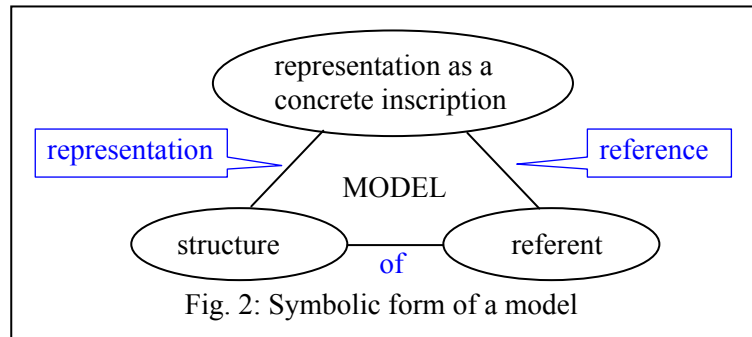 representation as a
concrete inscription
representation
reference
MODEL
structure
referent
of
Fig. 2: Symbolic form of a model